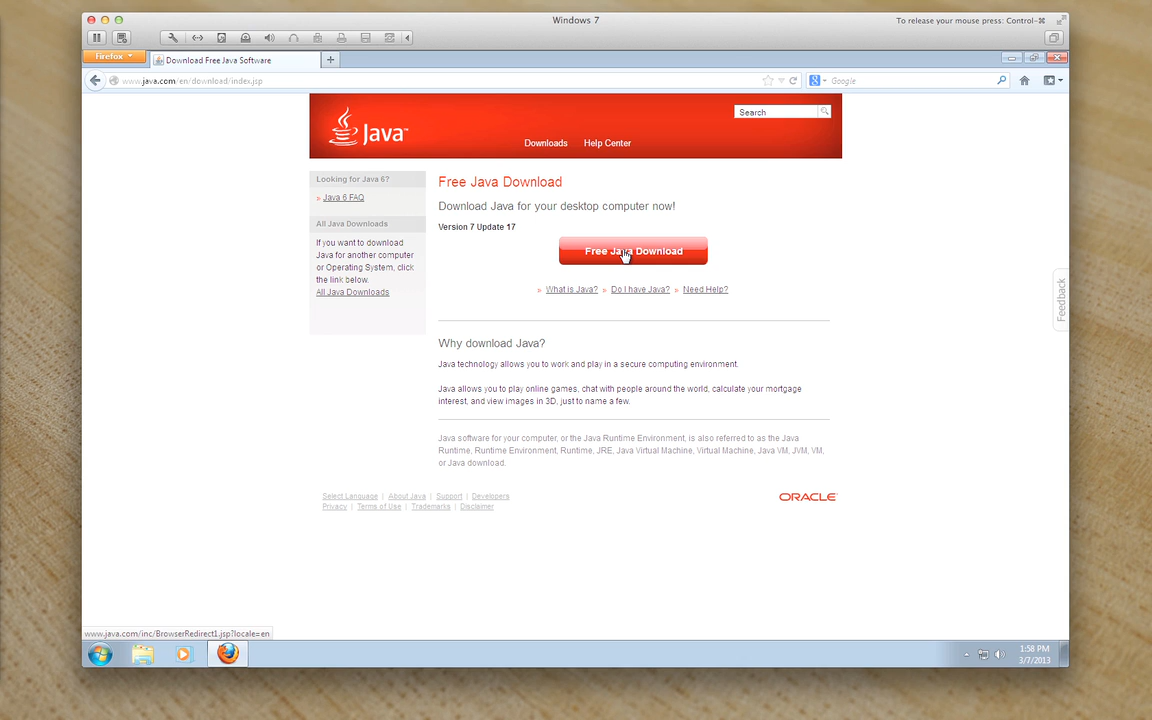 Windows 7
To release your mouse press: Control-⌘
Firefox
Download Free Java Software
www.java.com/en/download/index.jsp
Google
Java™
Search
Downloads Help Center
Looking for Java 6?
» Java 6 FAQ
All Java Downloads
If you want to download
Java for another computer
or Operating System, click
the link below.
All Java Downloads
Free Java Download
Download Java for your desktop computer now!
Version 7 Update 17
Free Java Download
» What is Java? » Do I have Java? » Need Help?
Why download Java?
Java technology allows you to work and play in a secure computing environment.
Java allows you to play online games, chat with people around the world, calculate your mortgage
interest, and view images in 3D, just to name a few.
Java software for your computer, or the Java Runtime Environment, is also referred to as the Java
Runtime, Runtime Environment, Runtime, JRE, Java Virtual Machine, Virtual Machine, Java VM, JVM, VM,
or Java download.
Select Language | About Java | Support | Developers
Privacy | Terms of Use | Trademarks | Disclaimer
ORACLE
Feedback
www.java.com/inc/BrowserRedirect1.jsp?locale=en
1:58 PM
3/7/2013